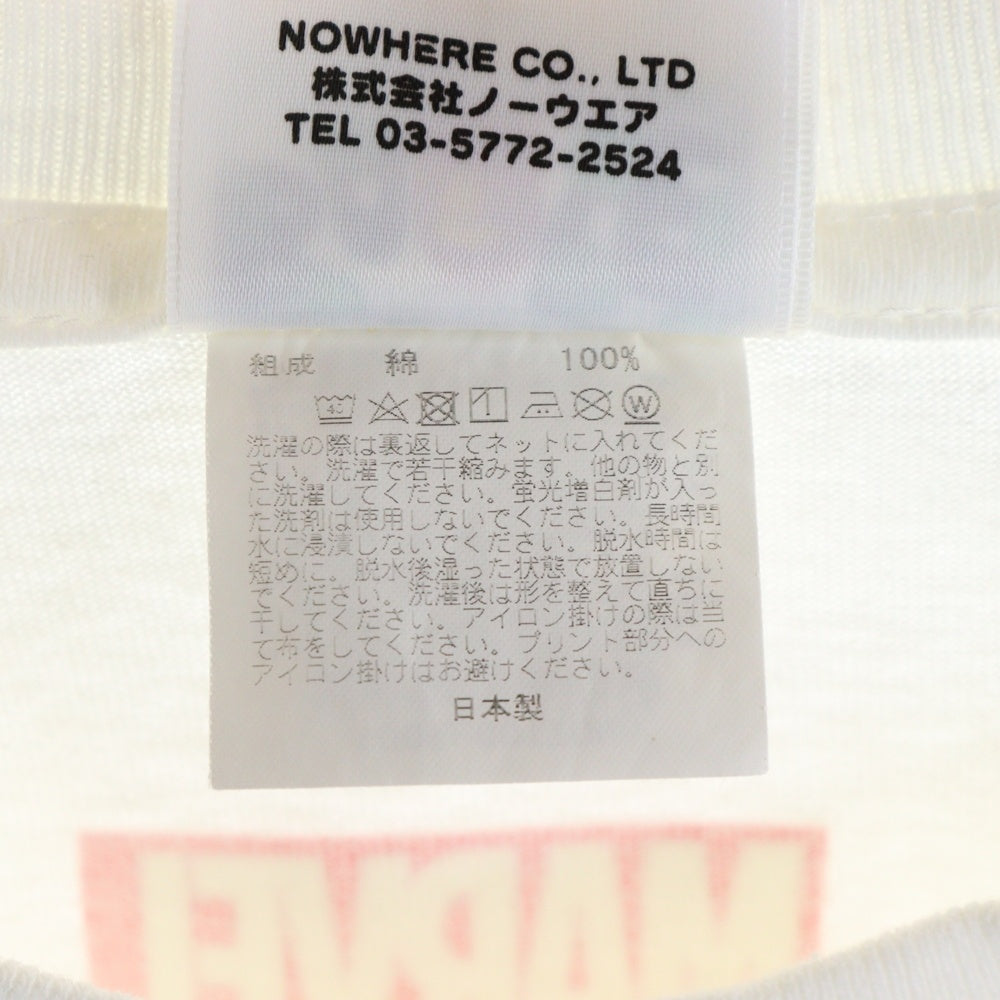 NOWHERE CO., LTD
株式会社ノーウエア
TEL 03-5772-2524
組成 綿 100%
40 W
洗濯の際は裏返してネットに入れてくだ
さい。洗濯で若干縮みます。他の物と別
に洗濯してください。蛍光増白剤が入っ
た洗剤は使用しないでください。長時間
水に浸漬しないでください。脱水時間は
短めに。脱水後湿った状態で放置しない
でください。洗濯後は形を整えて直ちに
干してください。アイロン掛けの際は当
て布をしてください。プリント部分への
アイロン掛けはお避けください。
日本製
MARVEL